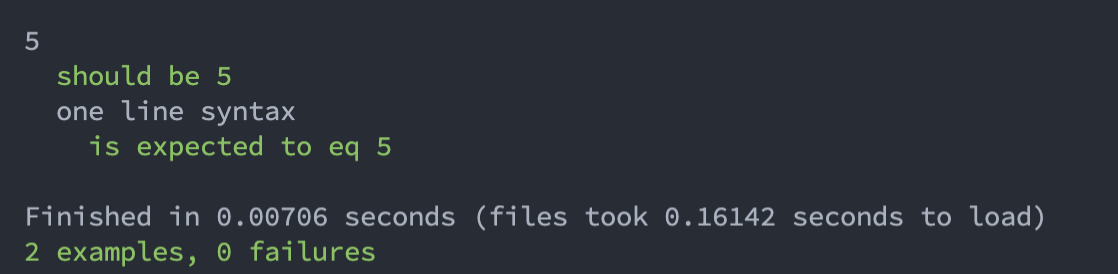 5
should be 5
one line syntax
is expected to eq 5
Finished in 0.00706 seconds (files took 0.16142 seconds to load)
2 examples, 0 failures